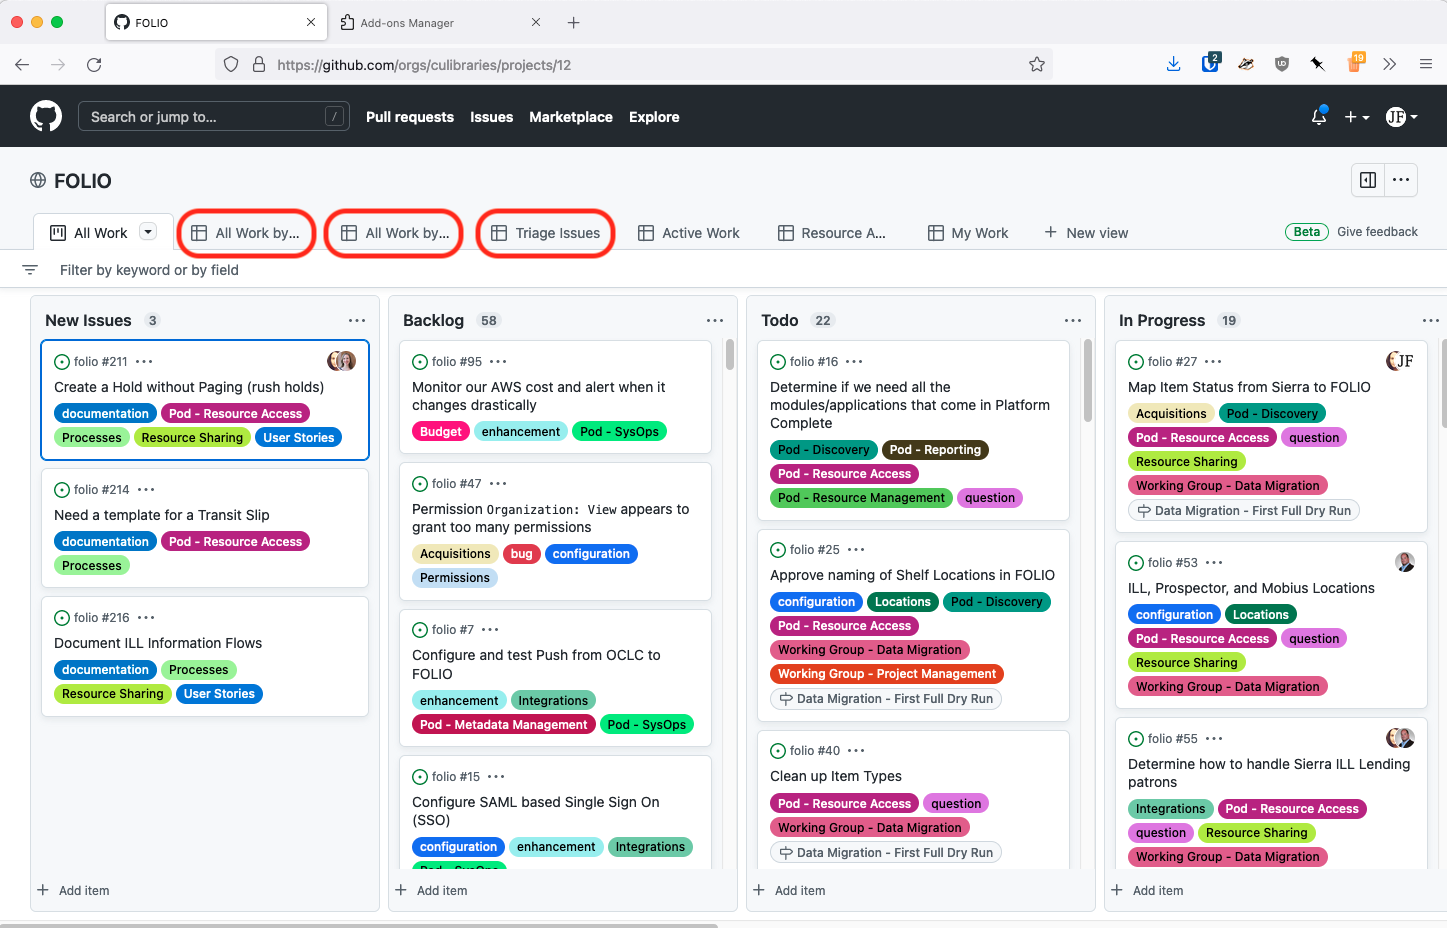 FOLIO
Add-ons Manager
https://github.com/orgs/culibraries/projects/12
2
19
Search or jump to...
/
Pull requests
Issues
Marketplace
Explore
JF
FOLIO
All Work
All Work by...
All Work by...
Triage Issues
Active Work
Resource A...
My Work
New view
Beta
Give feedback
Filter by keyword or by field
New Issues 3
folio #211
Create a Hold without Paging (rush holds)
documentation Pod - Resource Access
Processes Resource Sharing User Stories
folio #214
Need a template for a Transit Slip
documentation Pod - Resource Access
Processes
folio #216
Document ILL Information Flows
documentation Processes
Resource Sharing User Stories
Add item
Backlog 58
folio #95
Monitor our AWS cost and alert when it
changes drastically
Budget enhancement Pod - SysOps
folio #47
Permission Organization: View appears to
grant too many permissions
Acquisitions bug configuration
Permissions
folio #7
Configure and test Push from OCLC to
FOLIO
enhancement Integrations
Pod - Metadata Management Pod - SysOps
folio #15
Configure SAML based Single Sign On
(SSO)
configuration enhancement Integrations
Pod - SysOps
Add item
Todo 22
folio #16
Determine if we need all the
modules/applications that come in Platform
Complete
Pod - Discovery Pod - Reporting
Pod - Resource Access
Pod - Resource Management question
folio #25
Approve naming of Shelf Locations in FOLIO
configuration Locations Pod - Discovery
Pod - Resource Access
Working Group - Data Migration
Working Group - Project Management
Data Migration - First Full Dry Run
folio #40
Clean up Item Types
Pod - Resource Access question
Working Group - Data Migration
Data Migration - First Full Dry Run
Add item
In Progress 19
folio #27
JF
Map Item Status from Sierra to FOLIO
Acquisitions Pod - Discovery
Pod - Resource Access question
Resource Sharing
Working Group - Data Migration
Data Migration - First Full Dry Run
folio #53
ILL, Prospector, and Mobius Locations
configuration Locations
Pod - Resource Access question
Resource Sharing
Working Group - Data Migration
folio #55
Determine how to handle Sierra ILL Lending
patrons
Integrations Pod - Resource Access
question Resource Sharing
Working Group - Data Migration
Add item